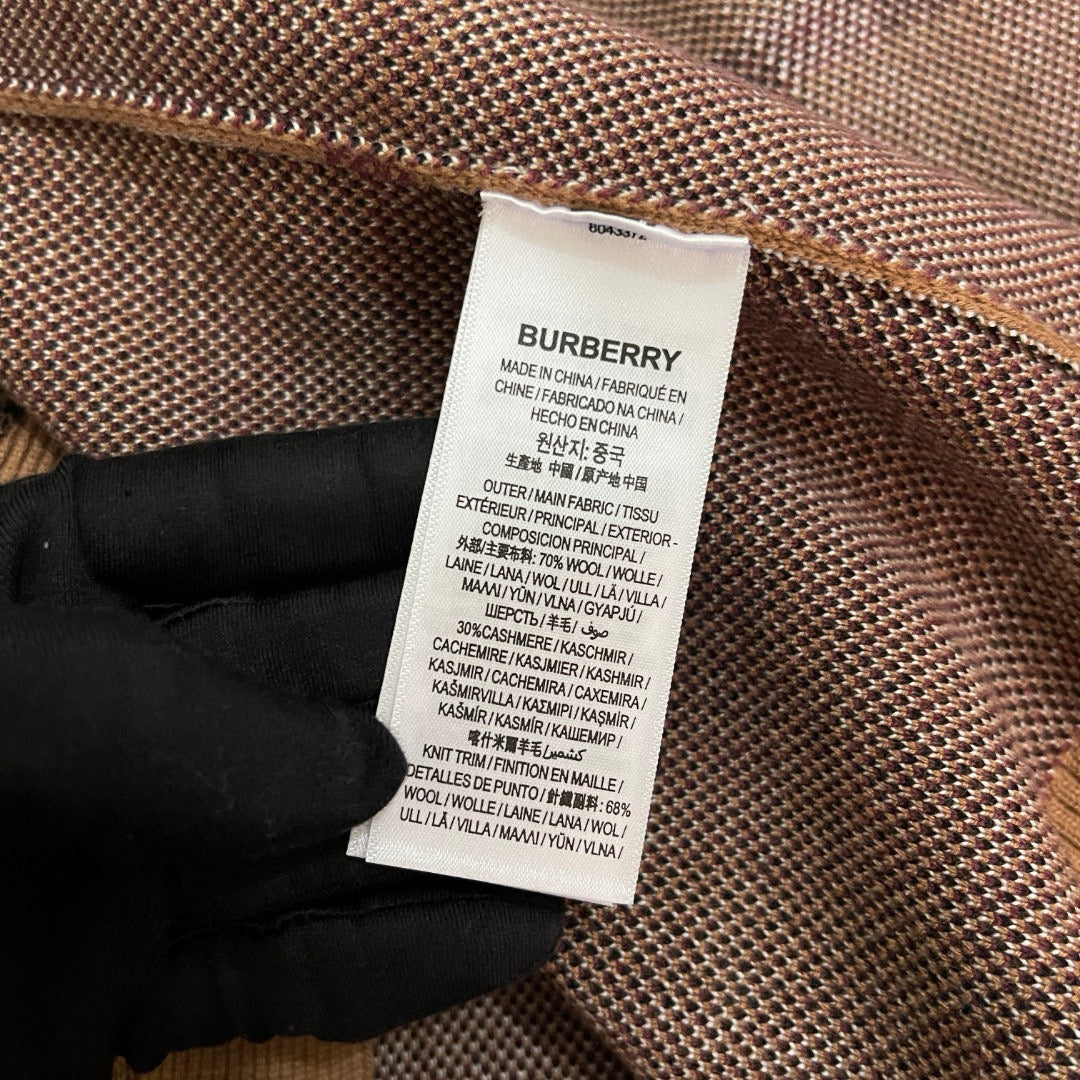 8043372
BURBERRY
MADE IN CHINA / FABRIQUÉ EN
CHINE / FABRICADO NA CHINA /
HECHO EN CHINA
원산지: 중국
生產地 中國 / 原产地 中国
OUTER / MAIN FABRIC / TISSU
EXTÉRIEUR / PRINCIPAL / EXTERIOR -
COMPOSICION PRINCIPAL /
外部/主要布料: 70% WOOL / WOLLE /
LAINE / LANA / WOL / ULL / LÃ / VILLA /
ΜΑΛΛΙ / YÜN / VLNA / GYAPJÚ /
ШЕРСТЬ / 羊毛 / صوف
30%CASHMERE / KASCHMIR /
CACHEMIRE / KASJMIER / KASHMIR /
KASJMIR / CACHEMIRA / CAXEMIRA /
KAŠMIRVILLA / ΚΑΣΜΙΡΙ / KAŞMİR /
KAŠMÍR / KASMÍR / КАШЕМИР /
喀什米爾羊毛/كشمير
KNIT TRIM / FINITION EN MAILLE /
DETALLES DE PUNTO / 針織副料: 68%
WOOL / WOLLE / LAINE / LANA / WOL /
ULL / LÃ / VILLA / ΜΑΛΛΙ / YÜN / VLNA /